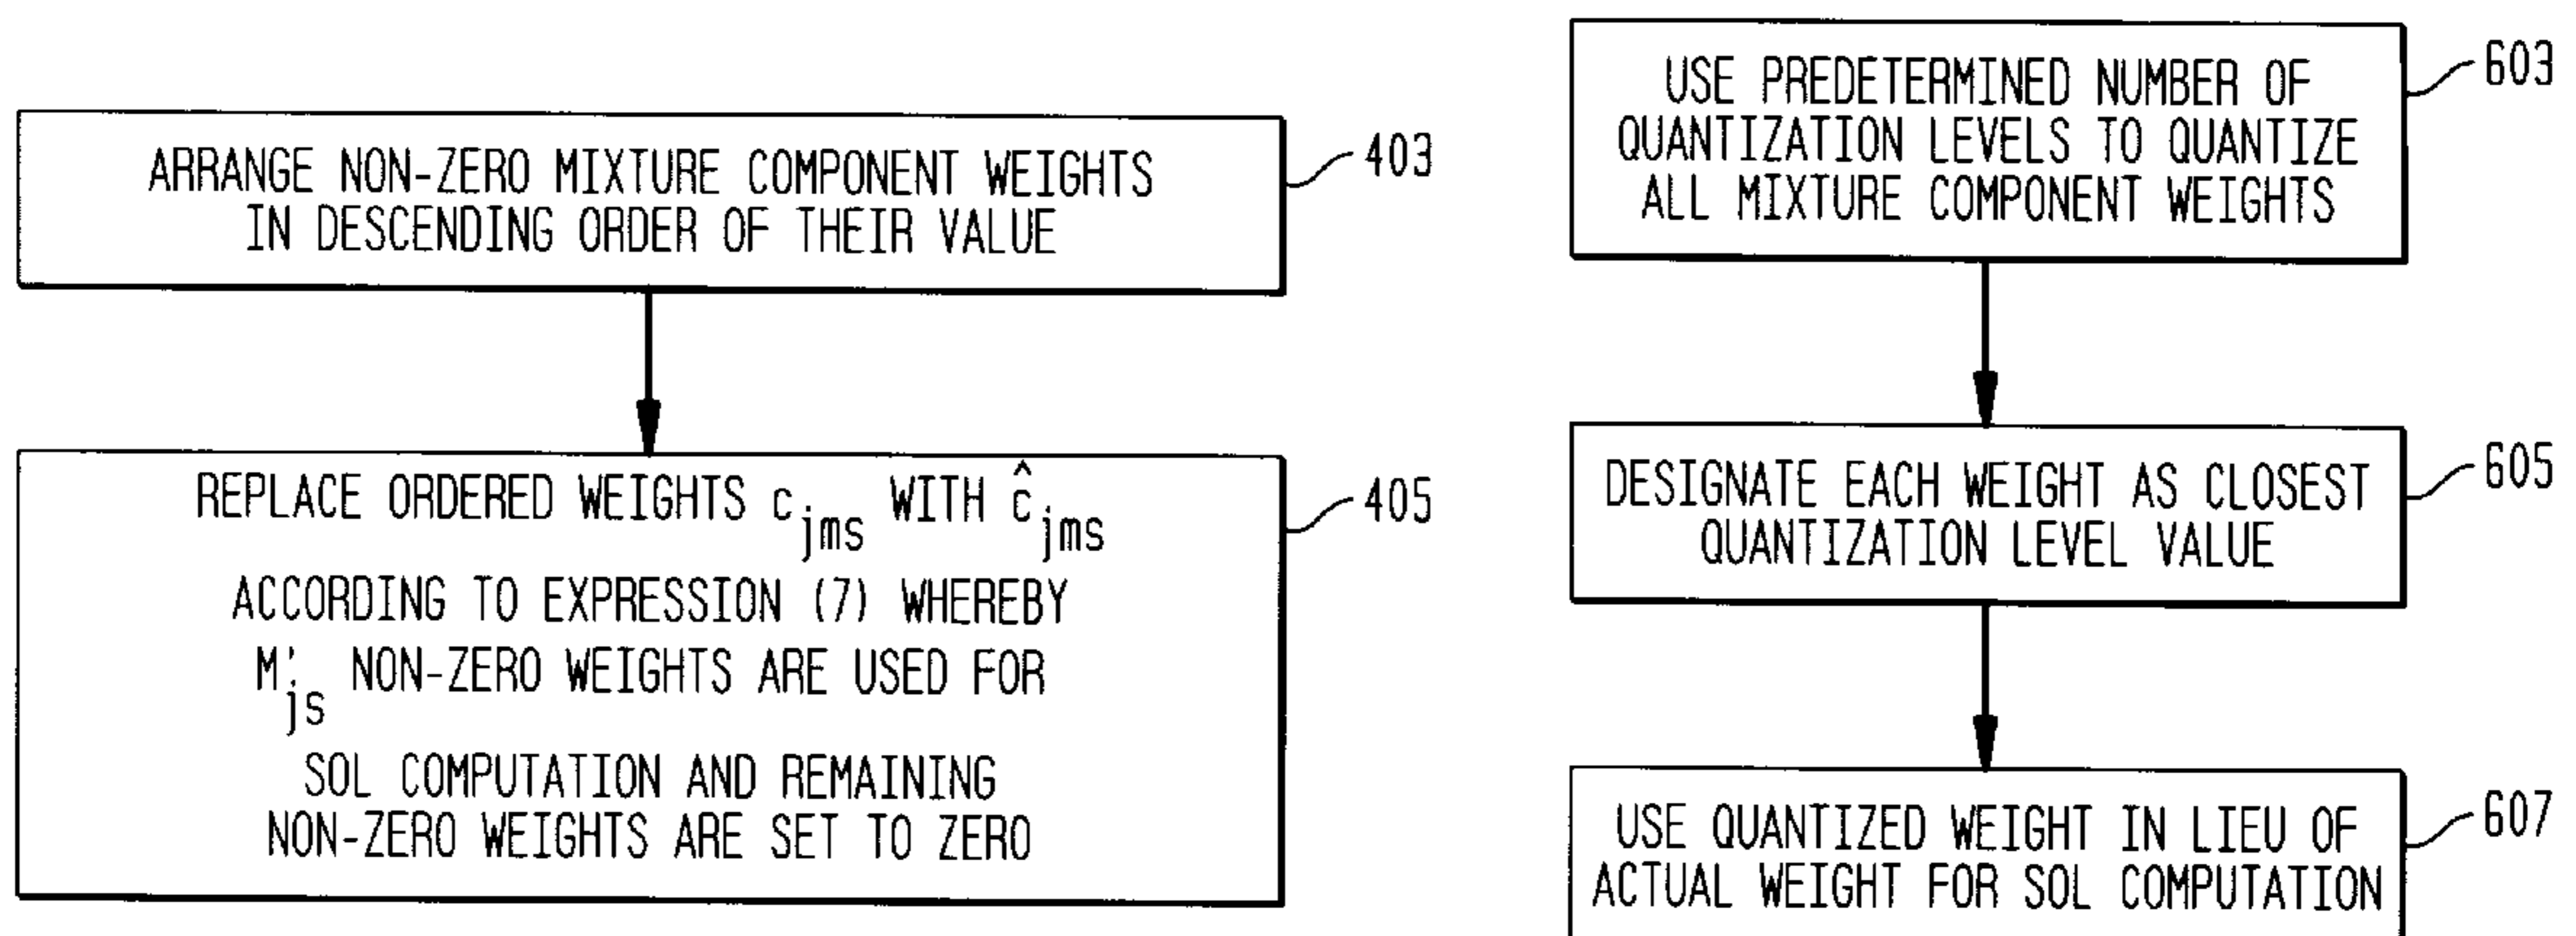 ARRANGE NON-ZERO MIXTURE COMPONENT WEIGHTS
IN DESCENDING ORDER OF THEIR VALUE
403
REPLACE ORDERED WEIGHTS c_jms WITH ĉ_jms
ACCORDING TO EXPRESSION (7) WHEREBY
M'_js NON-ZERO WEIGHTS ARE USED FOR
SOL COMPUTATION AND REMAINING
NON-ZERO WEIGHTS ARE SET TO ZERO
405
USE PREDETERMINED NUMBER OF
QUANTIZATION LEVELS TO QUANTIZE
ALL MIXTURE COMPONENT WEIGHTS
603
DESIGNATE EACH WEIGHT AS CLOSEST
QUANTIZATION LEVEL VALUE
605
USE QUANTIZED WEIGHT IN LIEU OF
ACTUAL WEIGHT FOR SOL COMPUTATION
607